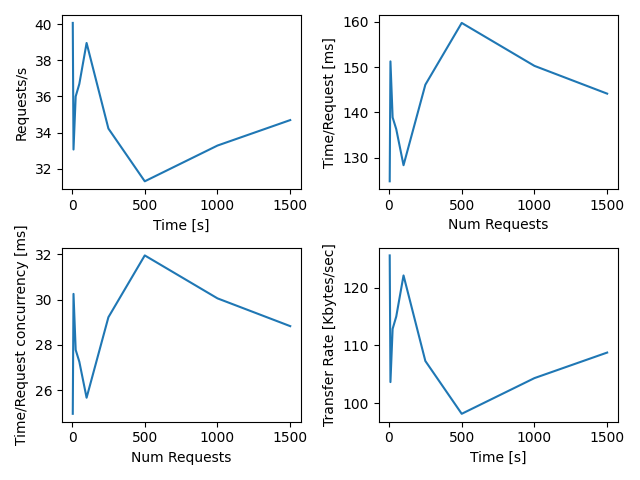 Requests/s
40
38
36
34
32
0 500 1000 1500
Time [s]
Time/Request [ms]
160
150
140
130
0 500 1000 1500
Num Requests
Time/Request concurrency [ms]
32
30
28
26
0 500 1000 1500
Num Requests
Transfer Rate [Kbytes/sec]
120
110
100
0 500 1000 1500
Time [s]